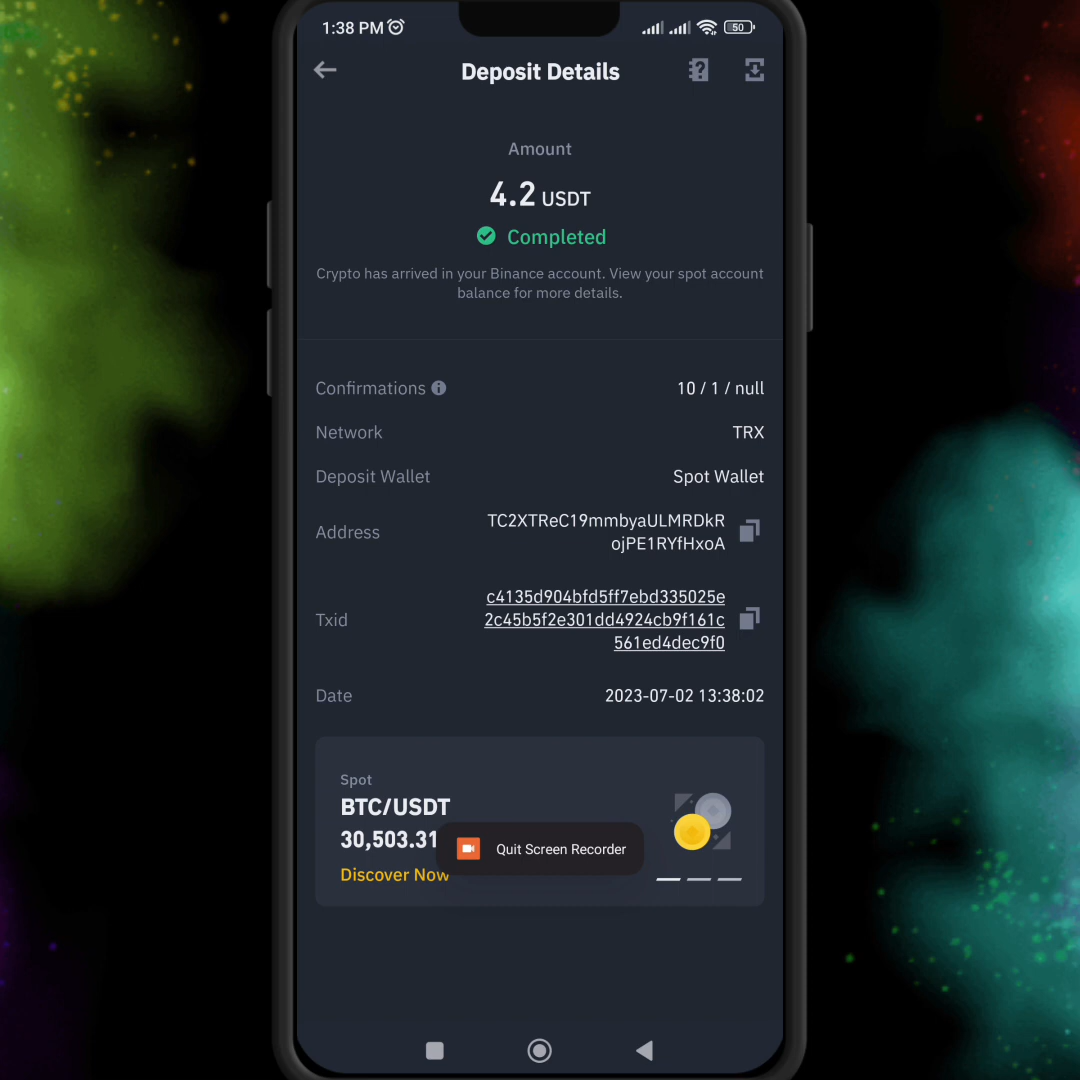 1:38 PM
50
Deposit Details
Amount
4.2 USDT
Completed
Crypto has arrived in your Binance account. View your spot account
balance for more details.
Confirmations 10 / 1 / null
Network TRX
Deposit Wallet Spot Wallet
Address TC2XTReC19mmbyaULMRDkR
ojPE1RYfHxoA
Txid c4135d904bfd5ff7ebd335025e
2c45b5f2e301dd4924cb9f161c
561ed4dec9f0
Date 2023-07-02 13:38:02
Spot
BTC/USDT
30,503.31
Quit Screen Recorder
Discover Now